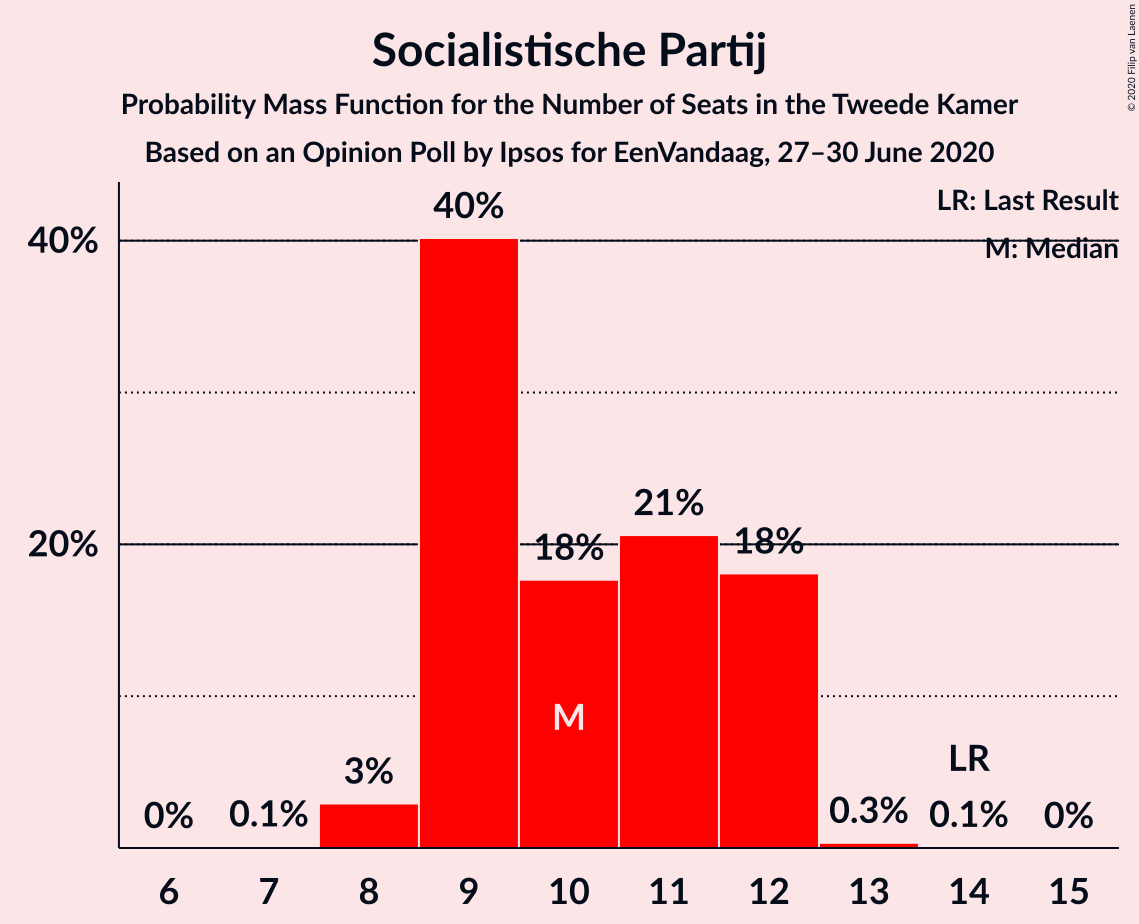 Socialistische Partij
Probability Mass Function for the Number of Seats in the Tweede Kamer
Based on an Opinion Poll by Ipsos for EenVandaag, 27–30 June 2020
© 2020 Filip van Laenen
LR: Last Result
M: Median
40%
20%
0%
0.1%
3%
40%
18%
21%
18%
0.3%
0.1%
0%
M
LR
6 7 8 9 10 11 12 13 14 15